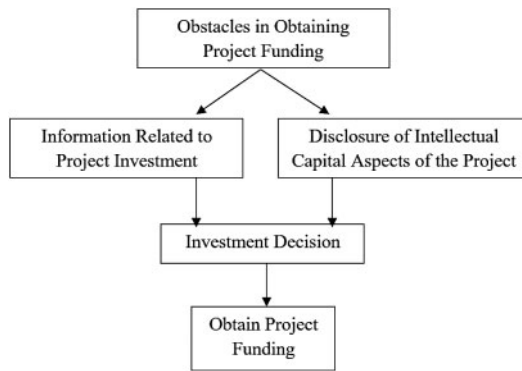 Obstacles in Obtaining
Project Funding
Information Related to
Project Investment
Disclosure of Intellectual
Capital Aspects of the Project
Investment Decision
Obtain Project
Funding